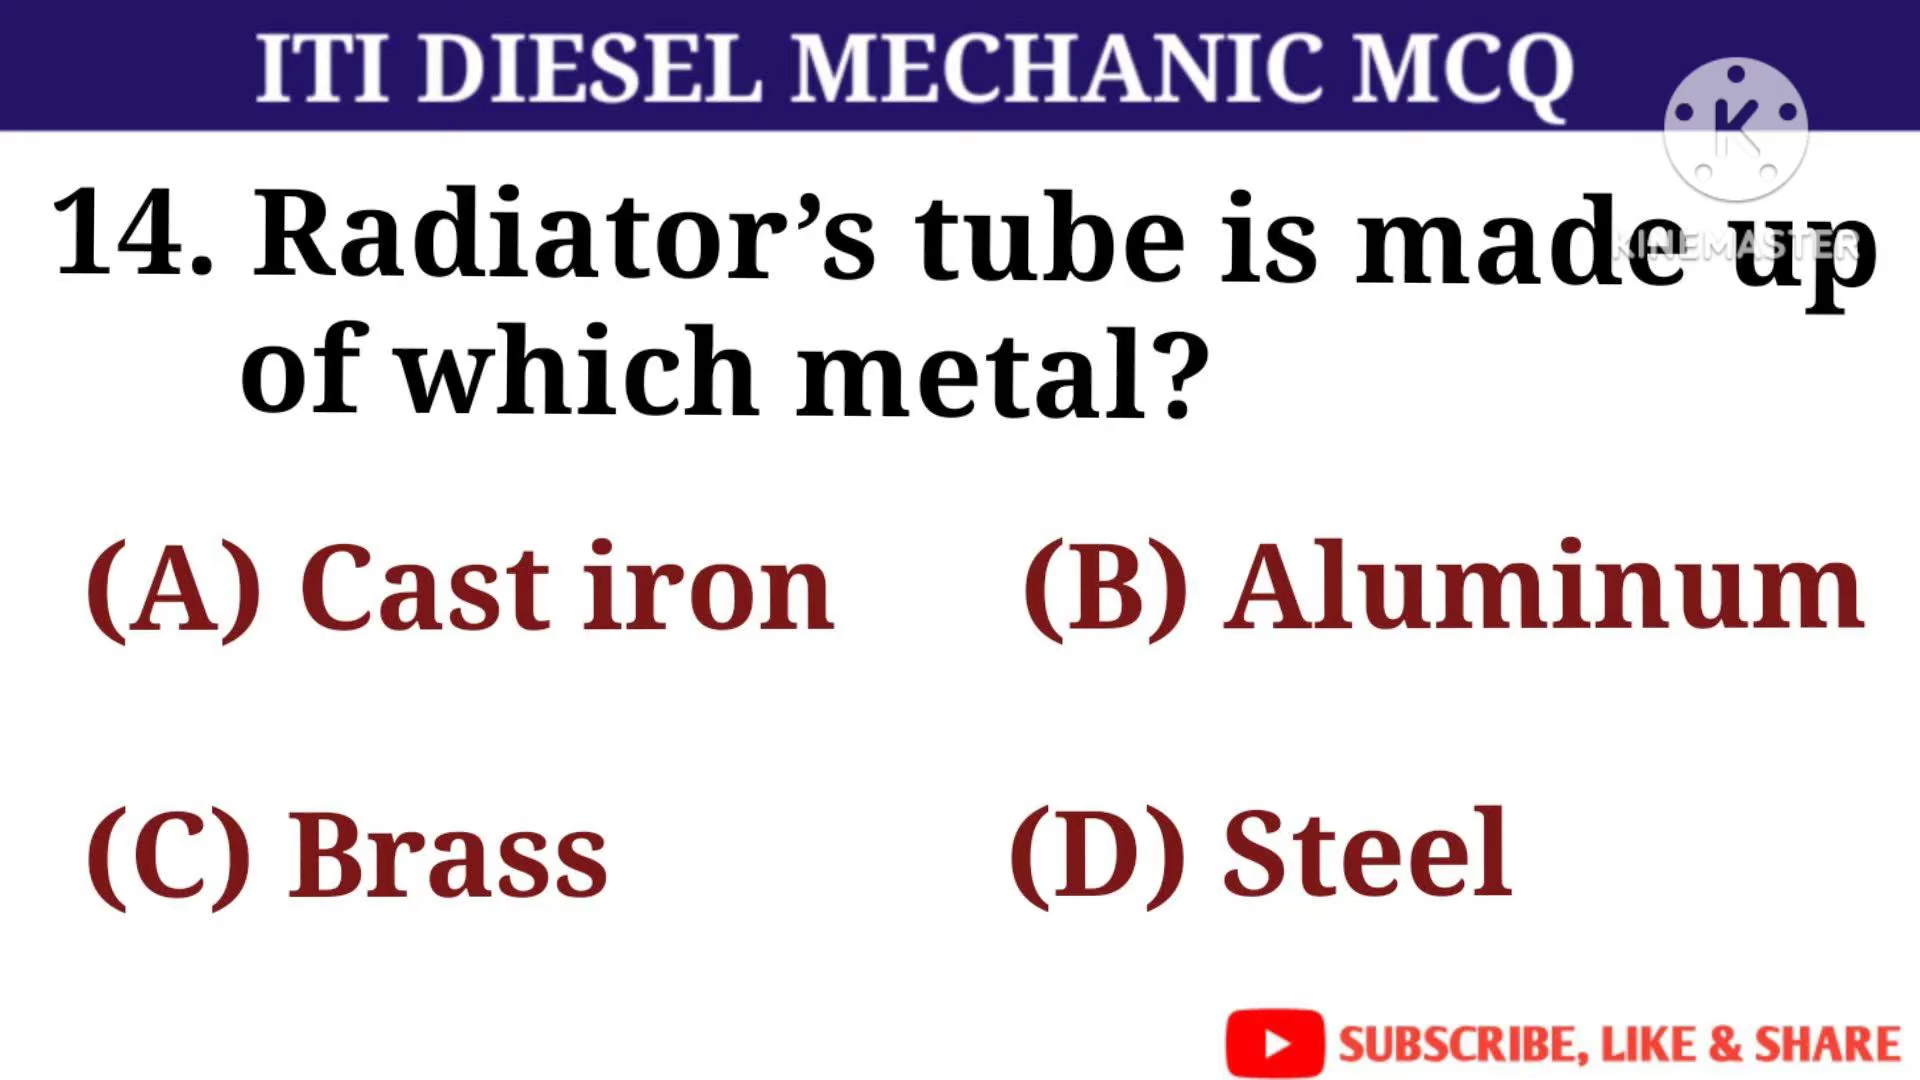 ITI DIESEL MECHANIC MCQ
K
KINEMASTER
14. Radiator’s tube is made up
of which metal?
(A) Cast iron
(B) Aluminum
(C) Brass
(D) Steel
SUBSCRIBE, LIKE & SHARE